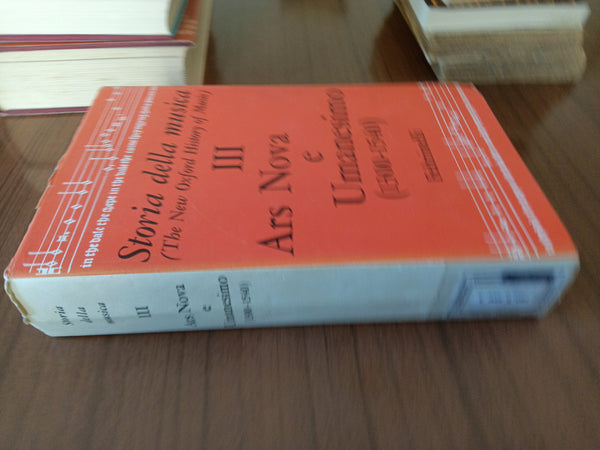 Storia della musica
(The New Oxford History of Music)
III
Ars Nova
e
Umanesimo
(1300-1540)
Feltrinelli
Storia
della
musica
III
Ars Nova
e
Umanesimo
(1300-1540)